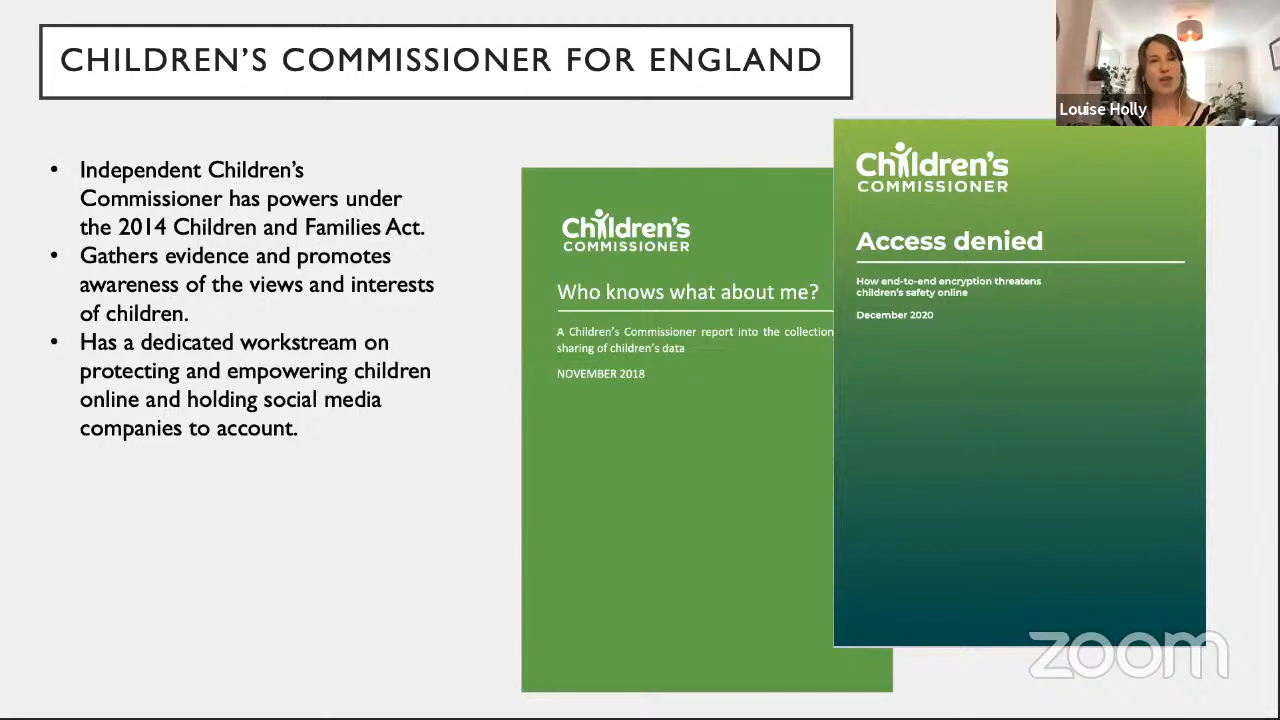 CHILDREN'S COMMISSIONER FOR ENGLAND
Louise Holly
• Independent Children's
Commissioner has powers under
the 2014 Children and Families Act.
• Gathers evidence and promotes
awareness of the views and interests
of children.
• Has a dedicated workstream on
protecting and empowering children
online and holding social media
companies to account.
Children's
COMMISSIONER
Who knows what about me?
A Children's Commissioner report into the collection
sharing of children's data
NOVEMBER 2018
Children's
COMMISSIONER
Access denied
How end-to-end encryption threatens
children's safety online
December 2020
zoom